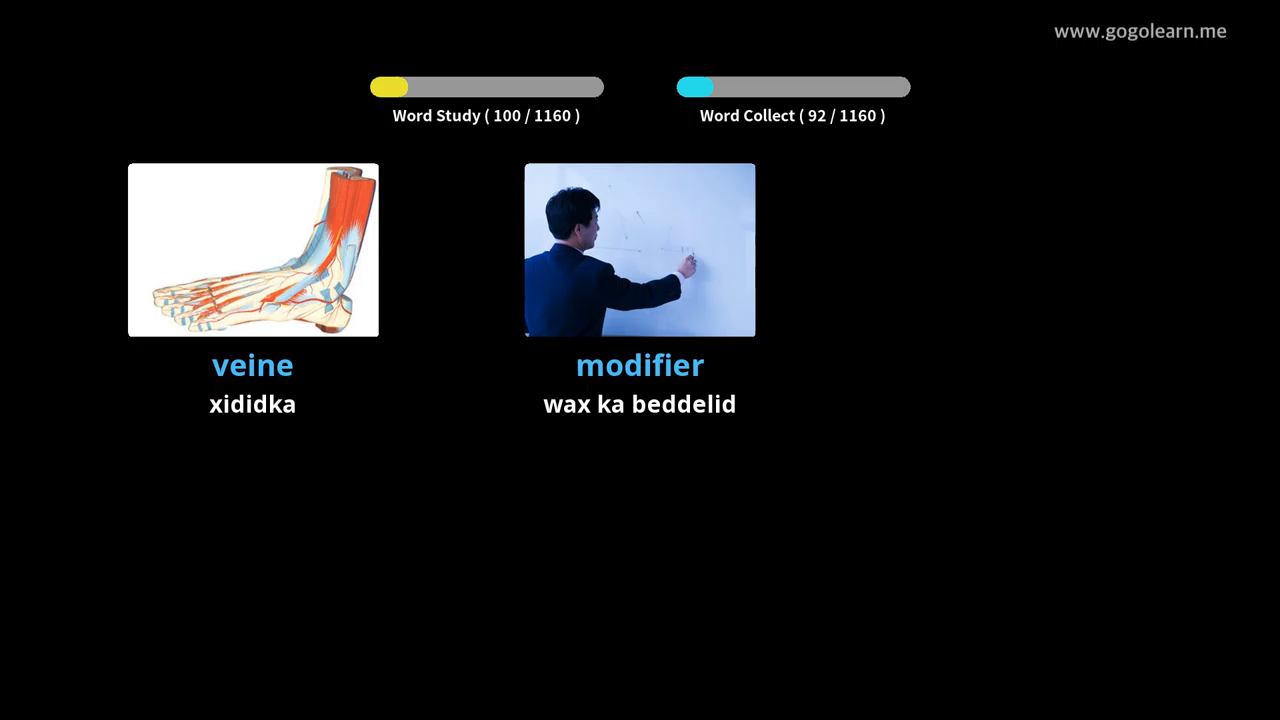 www.gogolearn.me
Word Study ( 100 / 1160 )
Word Collect ( 92 / 1160 )
veine
xididka
modifier
wax ka beddelid